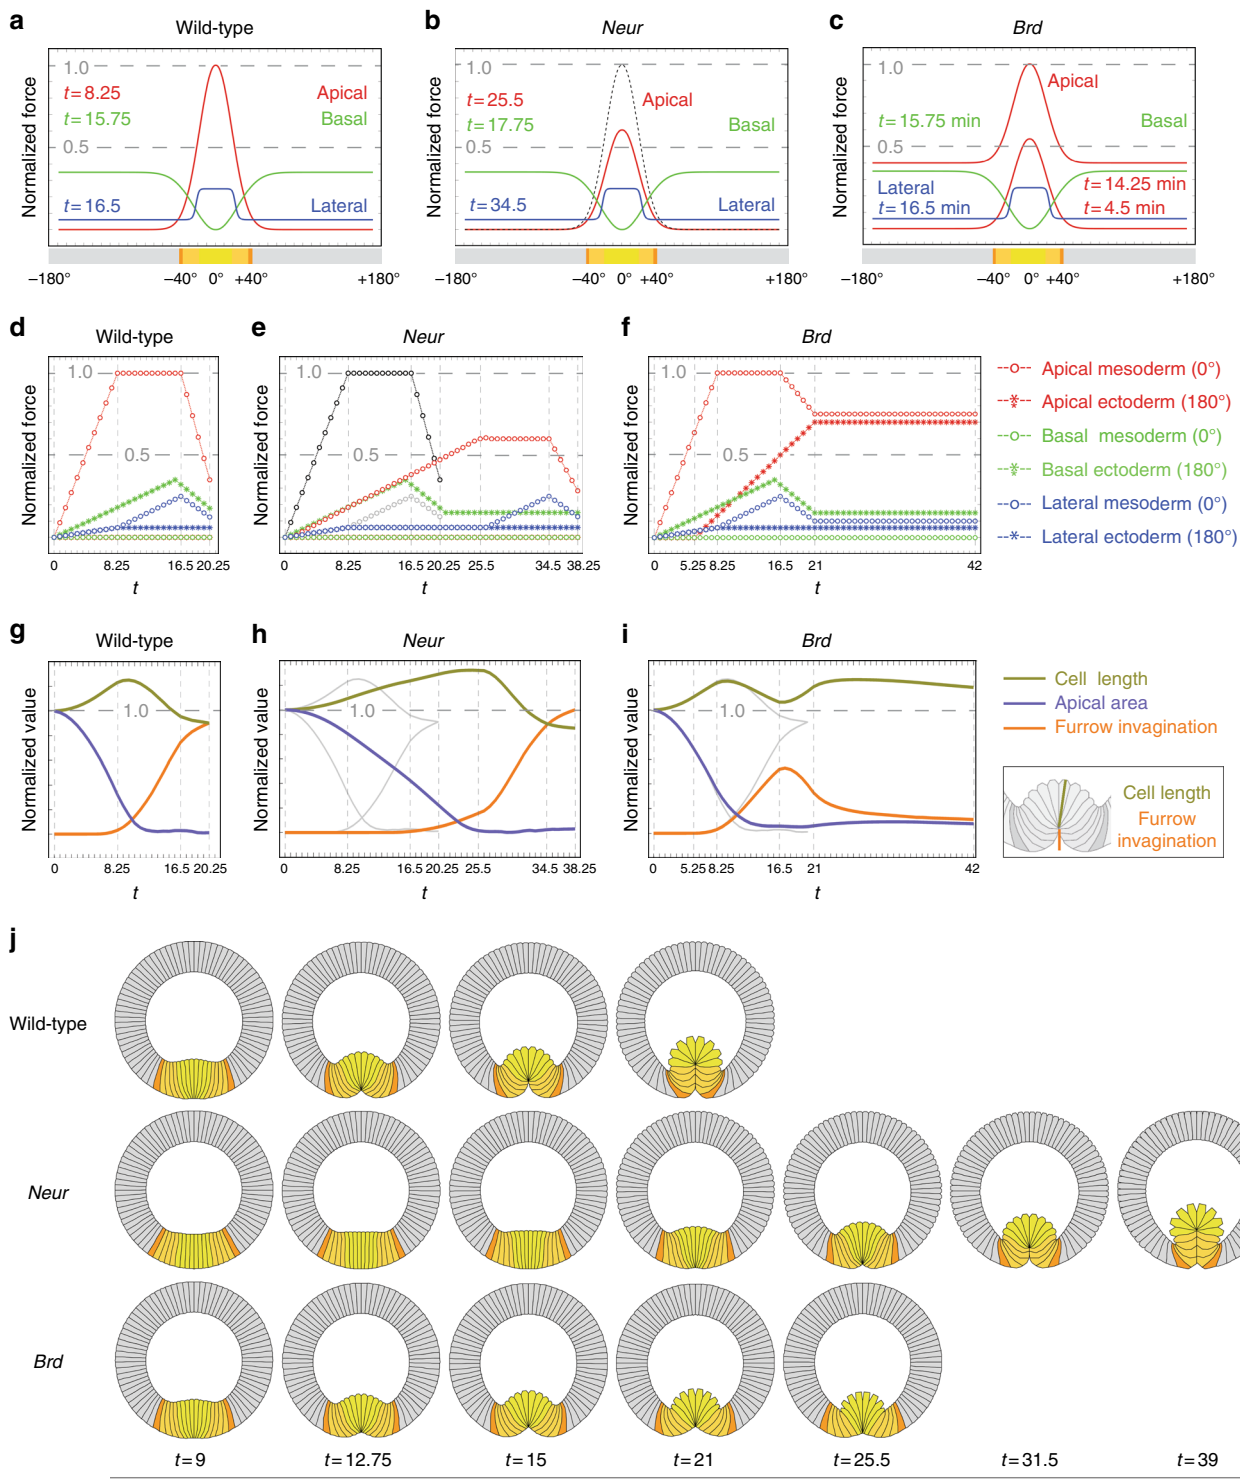 a
Wild-type
Normalized force
1.0
t=8.25
Apical
t=15.75
Basal
0.5
t=16.5
Lateral
−180°
−40°
0°
+40°
+180°
b
Neur
Normalized force
1.0
t=25.5
Apical
t=17.75
Basal
0.5
t=34.5
Lateral
−180°
−40°
0°
+40°
+180°
c
Brd
Normalized force
1.0
Apical
t=15.75 min
Basal
0.5
Lateral
t=14.25 min
t=16.5 min
t=4.5 min
−180°
−40°
0°
+40°
+180°
d
Wild-type
Normalized force
1.0
0.5
0 8.25 16.5 20.25
t
e
Neur
1.0
0.5
0 8.25 16.5 20.25 25.5 34.5 38.25
t
f
Brd
1.0
0.5
0 5.25 8.25 16.5 21 42
t
Apical mesoderm (0°)
Apical ectoderm (180°)
Basal mesoderm (0°)
Basal ectoderm (180°)
Lateral mesoderm (0°)
Lateral ectoderm (180°)
g
Wild-type
Normalized value
1.0
0 8.25 16.5 20.25
t
h
Neur
Normalized value
1.0
0 8.25 16.5 20.25 25.5 34.5 38.25
t
i
Brd
Normalized value
1.0
0 5.25 8.25 16.5 21 42
t
Cell length
Apical area
Furrow invagination
Cell length
Furrow
invagination
j
Wild-type
Neur
Brd
t=9
t=12.75
t=15
t=21
t=25.5
t=31.5
t=39